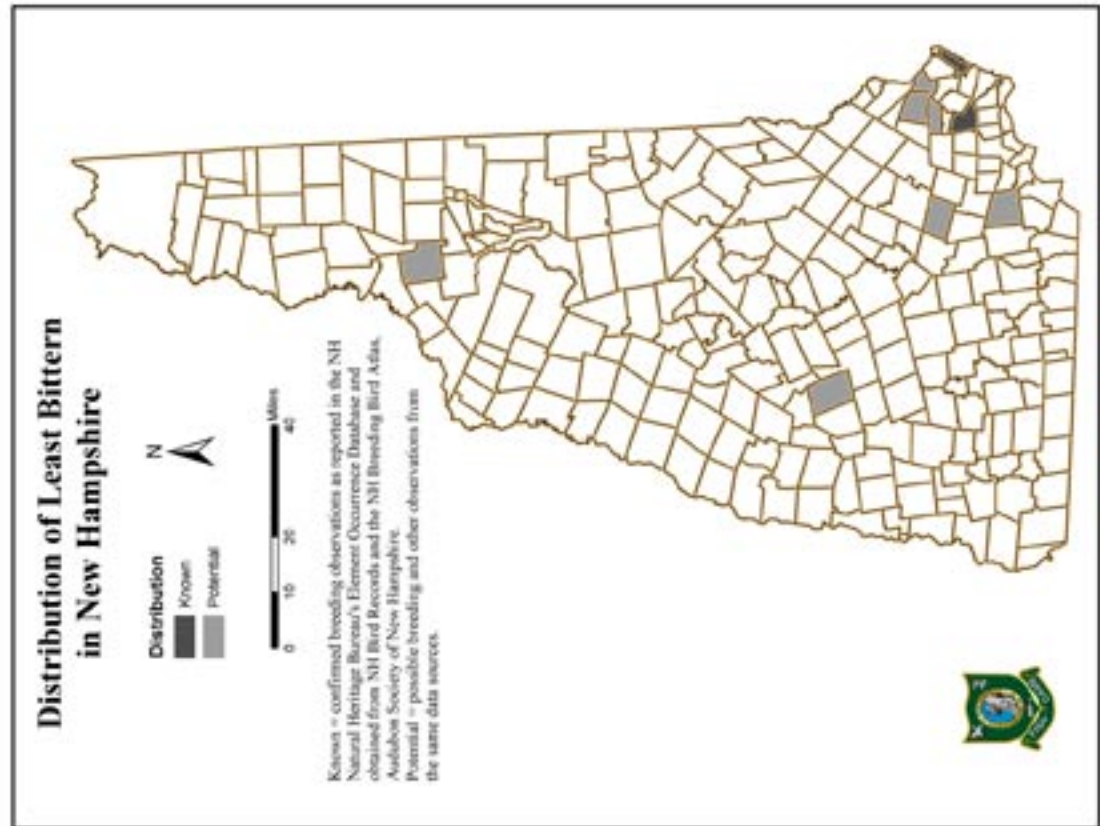 Distribution of Least Bittern
in New Hampshire
N
Distribution
Known
Potential
0 10 20 40
Miles
Known = confirmed breeding observations as reported in the NH
Natural Heritage Bureau's Element Occurrence Database and
obtained from NH Bird Records and the NH Breeding Bird Atlas,
Audubon Society of New Hampshire.
Potential = possible breeding and other observations from
the same data sources.